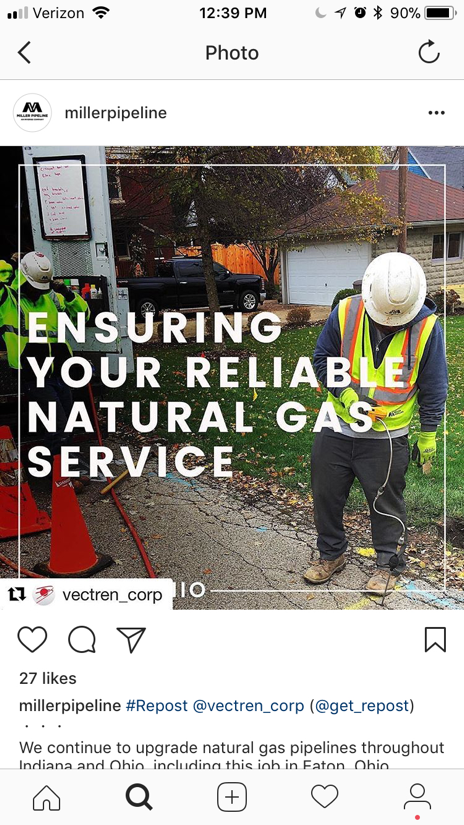 Verizon 12:39 PM 90%
Photo
MILLER PIPELINE
millerpipeline
ENSURING
YOUR RELIABLE
NATURAL GAS
SERVICE
vectren_corp
IO
27 likes
millerpipeline #Repost @vectren_corp (@get_repost)
· · ·
We continue to upgrade natural gas pipelines throughout
Indiana and Ohio, including this job in Eaton, Ohio